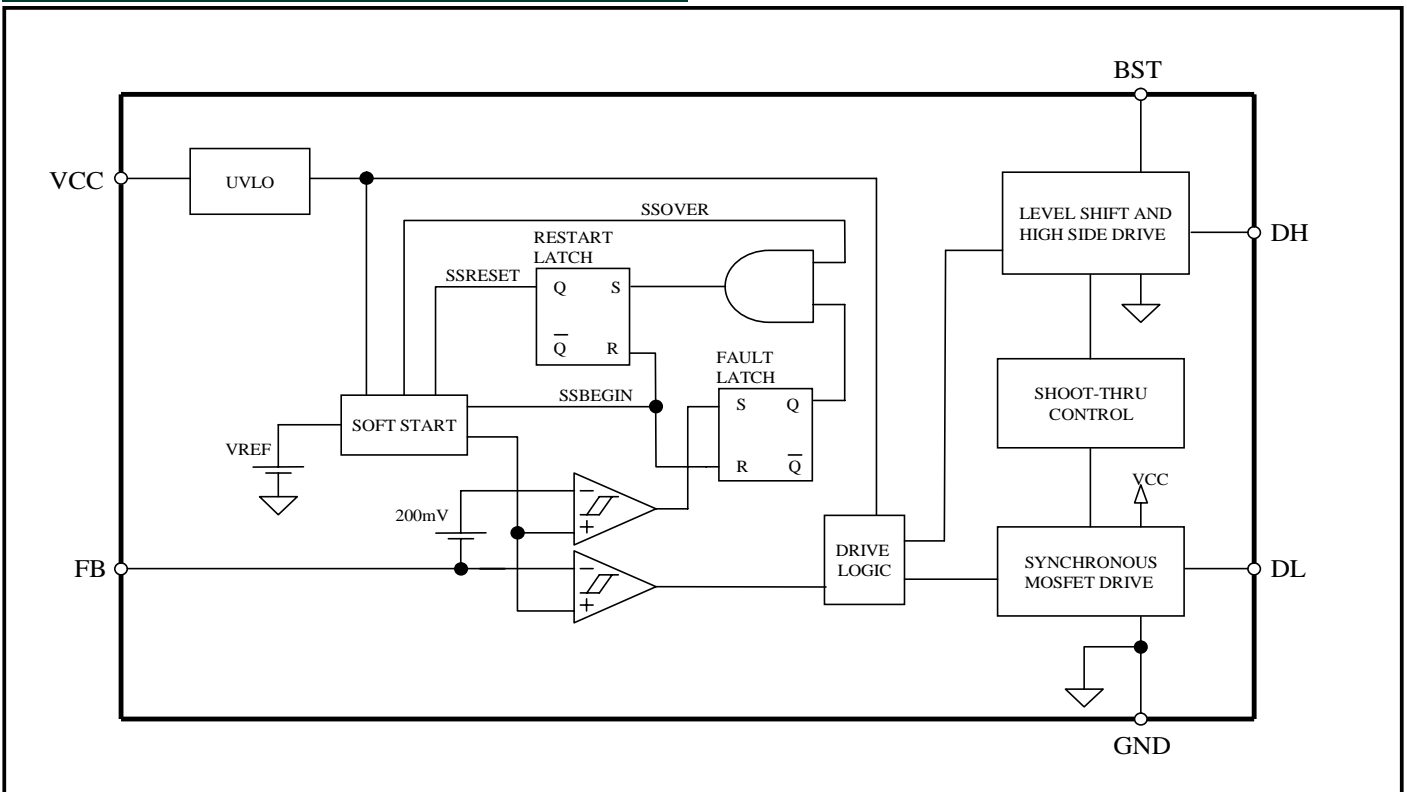 BST
VCC
UVLO
SSOVER
LEVEL SHIFT AND
HIGH SIDE DRIVE
DH
RESTART
LATCH
SSRESET
Q S
Q̅ R
FAULT
LATCH
SSBEGIN
S Q
R Q̅
SHOOT-THRU
CONTROL
SOFT START
VREF
VCC
200mV
−
+
FB
−
+
DRIVE
LOGIC
SYNCHRONOUS
MOSFET DRIVE
DL
GND